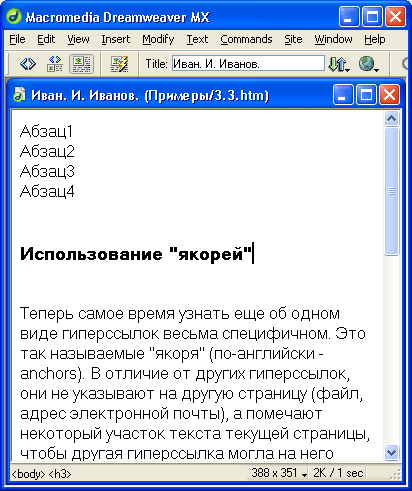 Macromedia Dreamweaver MX
File Edit View Insert Modify Text Commands Site Window Help
Title: Иван. И. Иванов.
Иван. И. Иванов. (Примеры/3.3.htm)
Абзац1
Абзац2
Абзац3
Абзац4
Использование "якорей"
Теперь самое время узнать еще об одном
виде гиперссылок весьма специфичном. Это
так называемые "якоря" (по-английски -
anchors). В отличие от других гиперссылок,
они не указывают на другую страницу (файл,
адрес электронной почты), а помечают
некоторый участок текста текущей страницы,
чтобы другая гиперссылка могла на него
<body> <h3> 388 x 351 2K / 1 sec